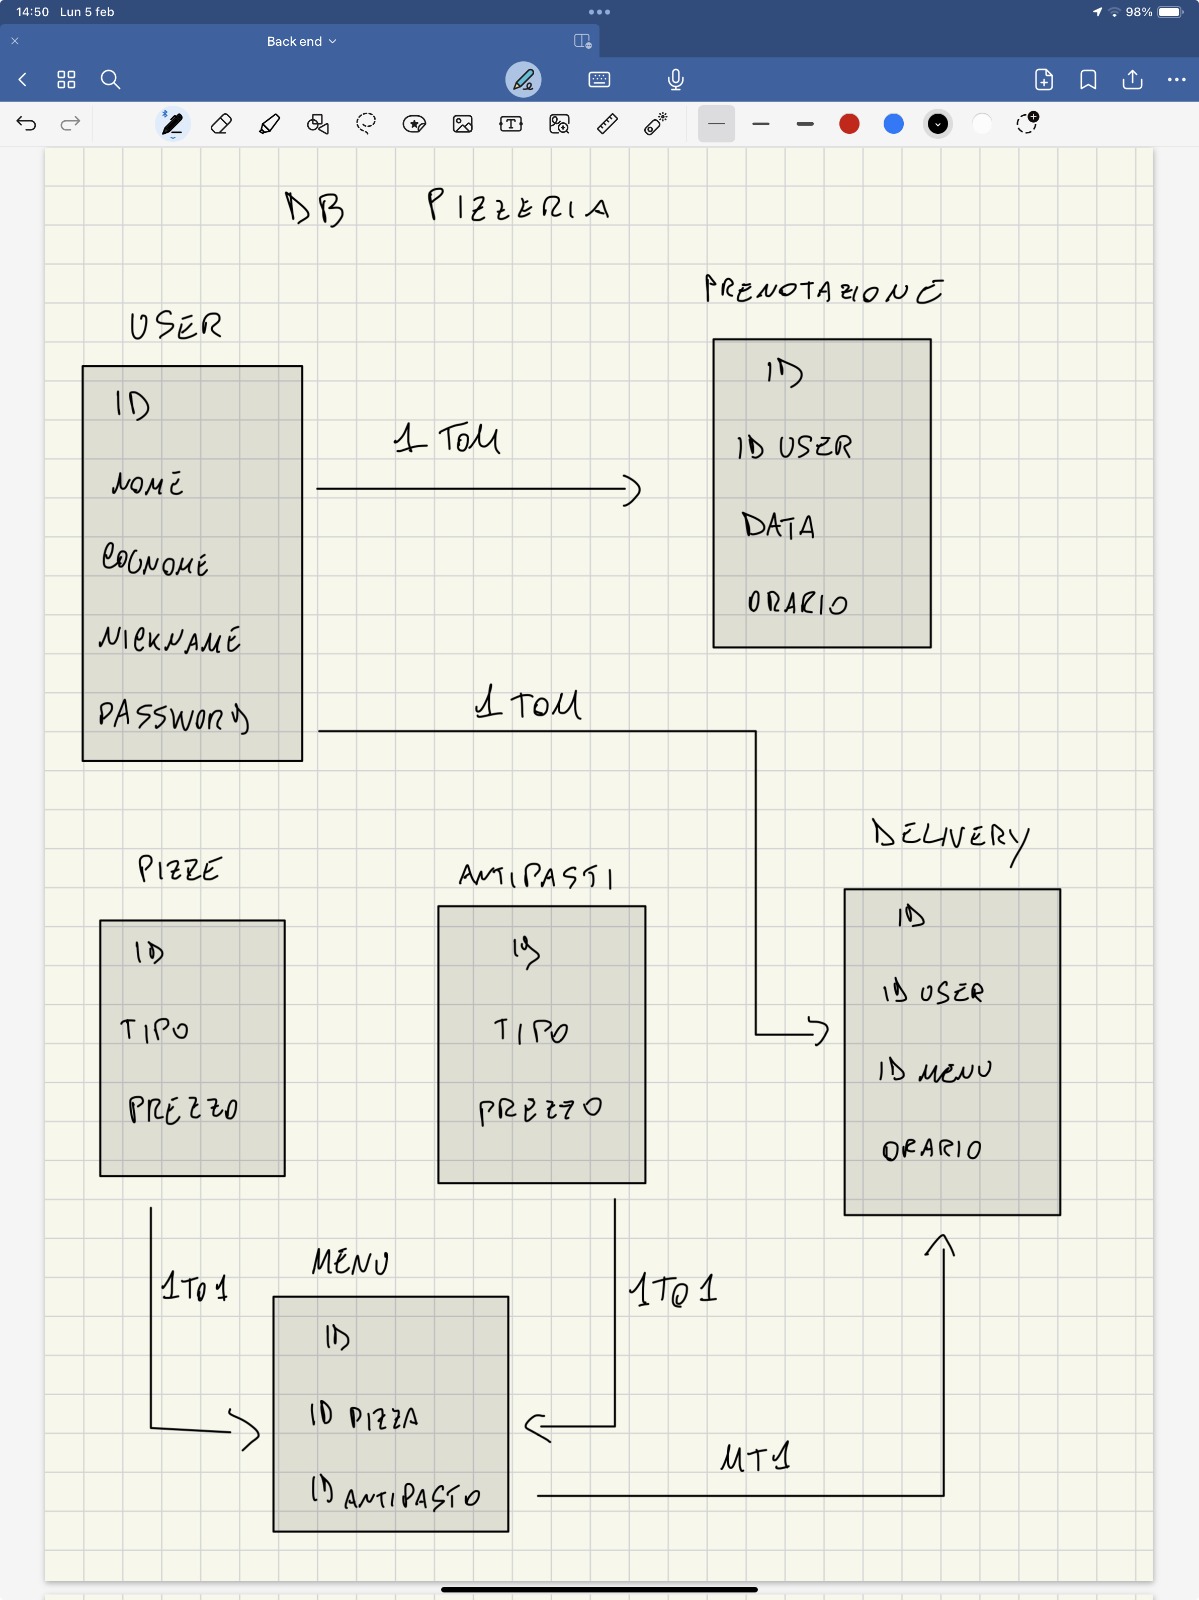 14:50 Lun 5 feb
98%
Back end
DB PIZZERIA
USER
ID
NOME
COGNOME
NICKNAME
PASSWORD
1 TOM
PRENOTAZIONE
ID
ID USER
DATA
ORARIO
1 TOM
PIZZE
ID
TIPO
PREZZO
ANTIPASTI
ID
TIPO
PREZZO
DELIVERY
ID
ID USER
ID MENU
ORARIO
1TO1
MENU
ID
ID PIZZA
ID ANTIPASTO
1TO1
MT1